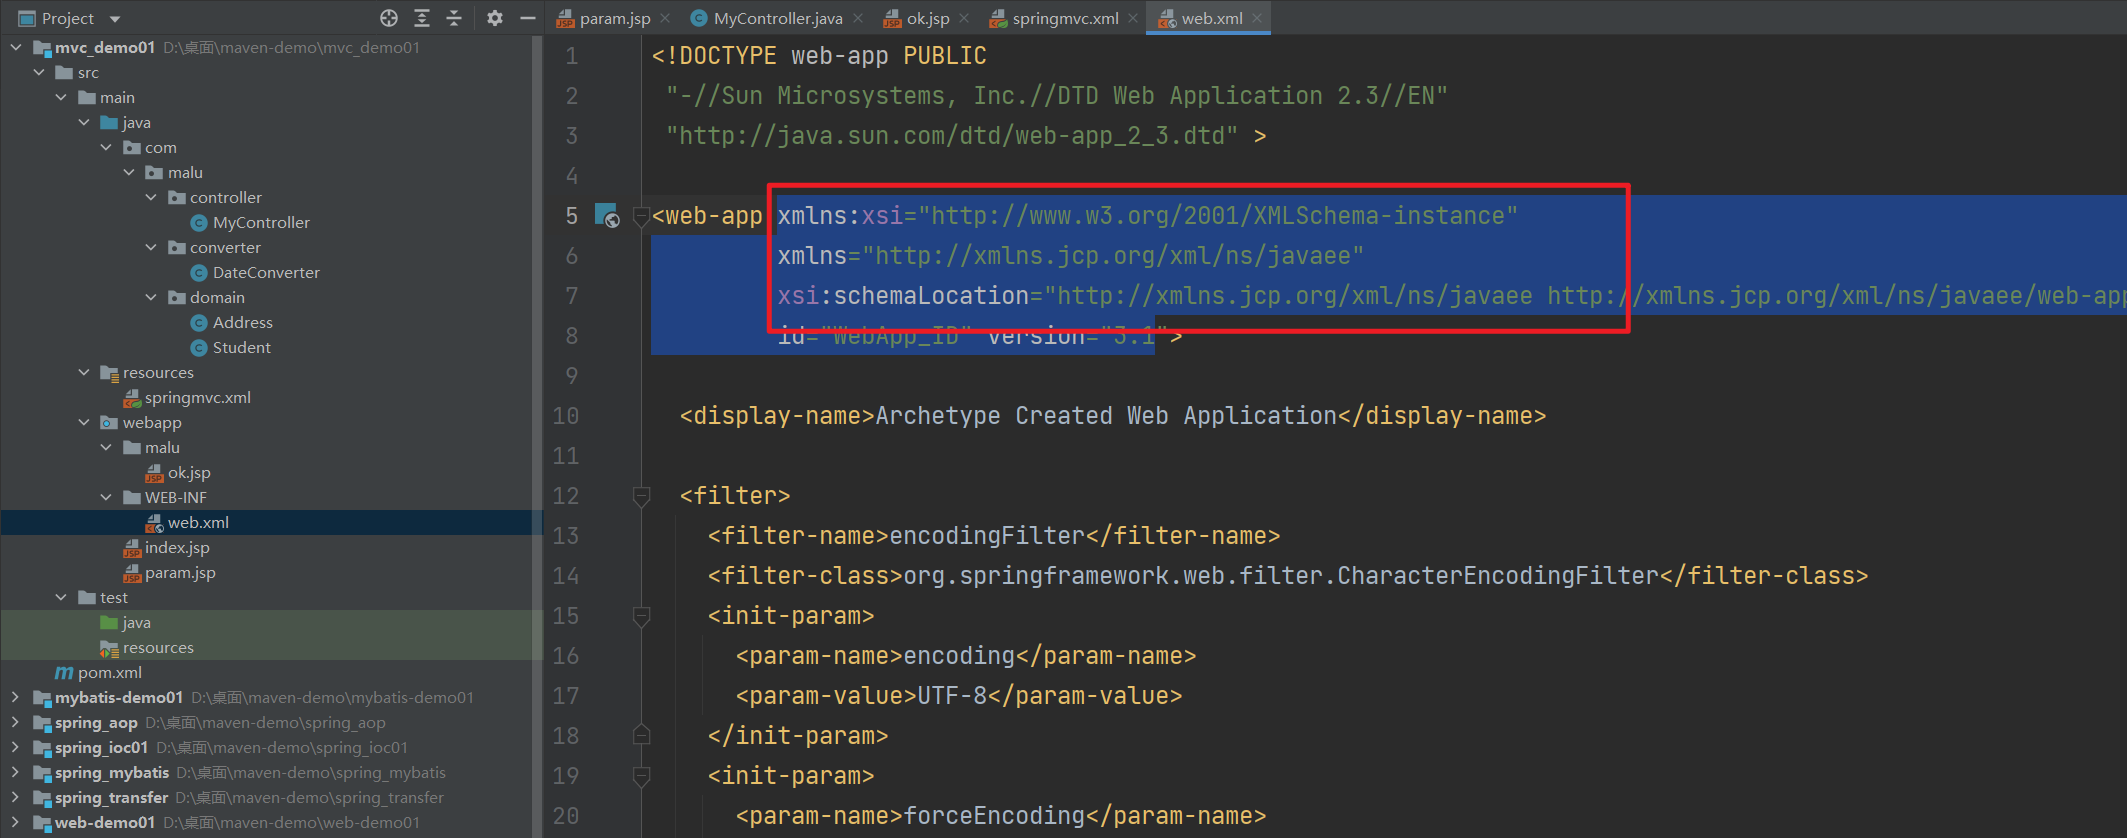 Project
mvc_demo01 D:\桌面\maven-demo\mvc_demo01
src
main
java
com
malu
controller
MyController
converter
DateConverter
domain
Address
Student
resources
springmvc.xml
webapp
malu
ok.jsp
WEB-INF
web.xml
index.jsp
param.jsp
test
java
resources
pom.xml
mybatis-demo01 D:\桌面\maven-demo\mybatis-demo01
spring_aop D:\桌面\maven-demo\spring_aop
spring_ioc01 D:\桌面\maven-demo\spring_ioc01
spring_mybatis D:\桌面\maven-demo\spring_mybatis
spring_transfer D:\桌面\maven-demo\spring_transfer
web-demo01 D:\桌面\maven-demo\web-demo01
param.jsp MyController.java ok.jsp springmvc.xml web.xml
1 <!DOCTYPE web-app PUBLIC
2 "-//Sun Microsystems, Inc.//DTD Web Application 2.3//EN"
3 "http://java.sun.com/dtd/web-app_2_3.dtd" >
4
5 <web-app xmlns:xsi="http://www.w3.org/2001/XMLSchema-instance"
6 xmlns="http://xmlns.jcp.org/xml/ns/javaee"
7 xsi:schemaLocation="http://xmlns.jcp.org/xml/ns/javaee http://xmlns.jcp.org/xml/ns/javaee/web-app
8 id="WebApp_ID" version="3.1">
9
10 <display-name>Archetype Created Web Application</display-name>
11
12 <filter>
13 <filter-name>encodingFilter</filter-name>
14 <filter-class>org.springframework.web.filter.CharacterEncodingFilter</filter-class>
15 <init-param>
16 <param-name>encoding</param-name>
17 <param-value>UTF-8</param-value>
18 </init-param>
19 <init-param>
20 <param-name>forceEncoding</param-name>